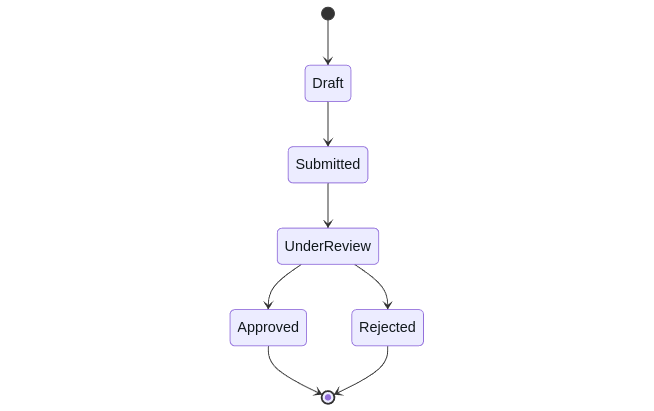 Draft
Submitted
UnderReview
Approved
Rejected